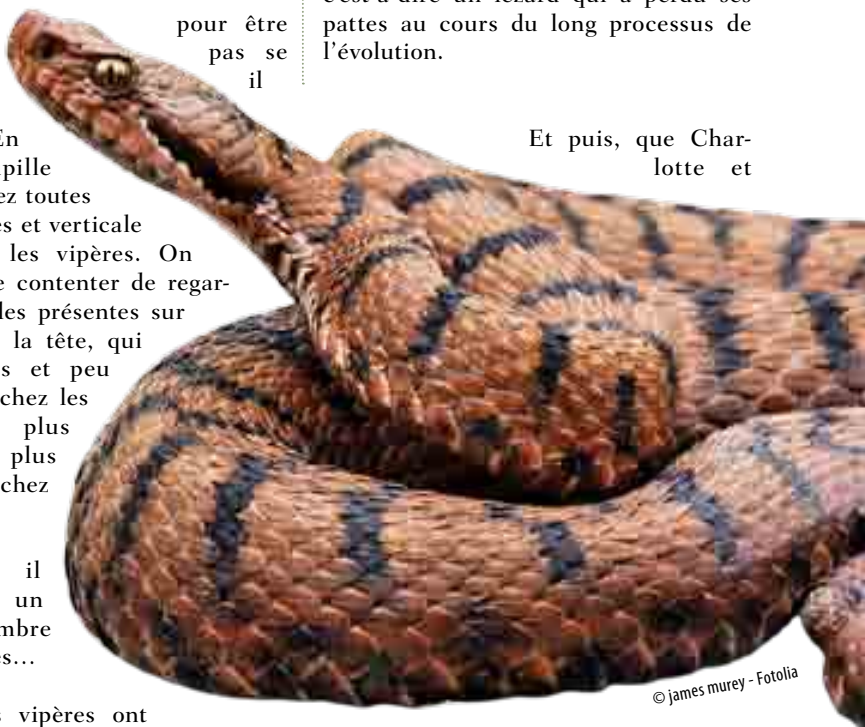 pour être
pas se
il
En
pille
ez toutes
es et verticale
les vipères. On
e contenter de regar-
les présentes sur
la tête, qui
s et peu
chez les
plus
plus
chez
il
un
mbre
es…
s vipères ont
c’est-à-dire un lézard qui a perdu ses
pattes au cours du long processus de
l’évolution.
Et puis, que Char-
lotte et
© james murey - Fotolia